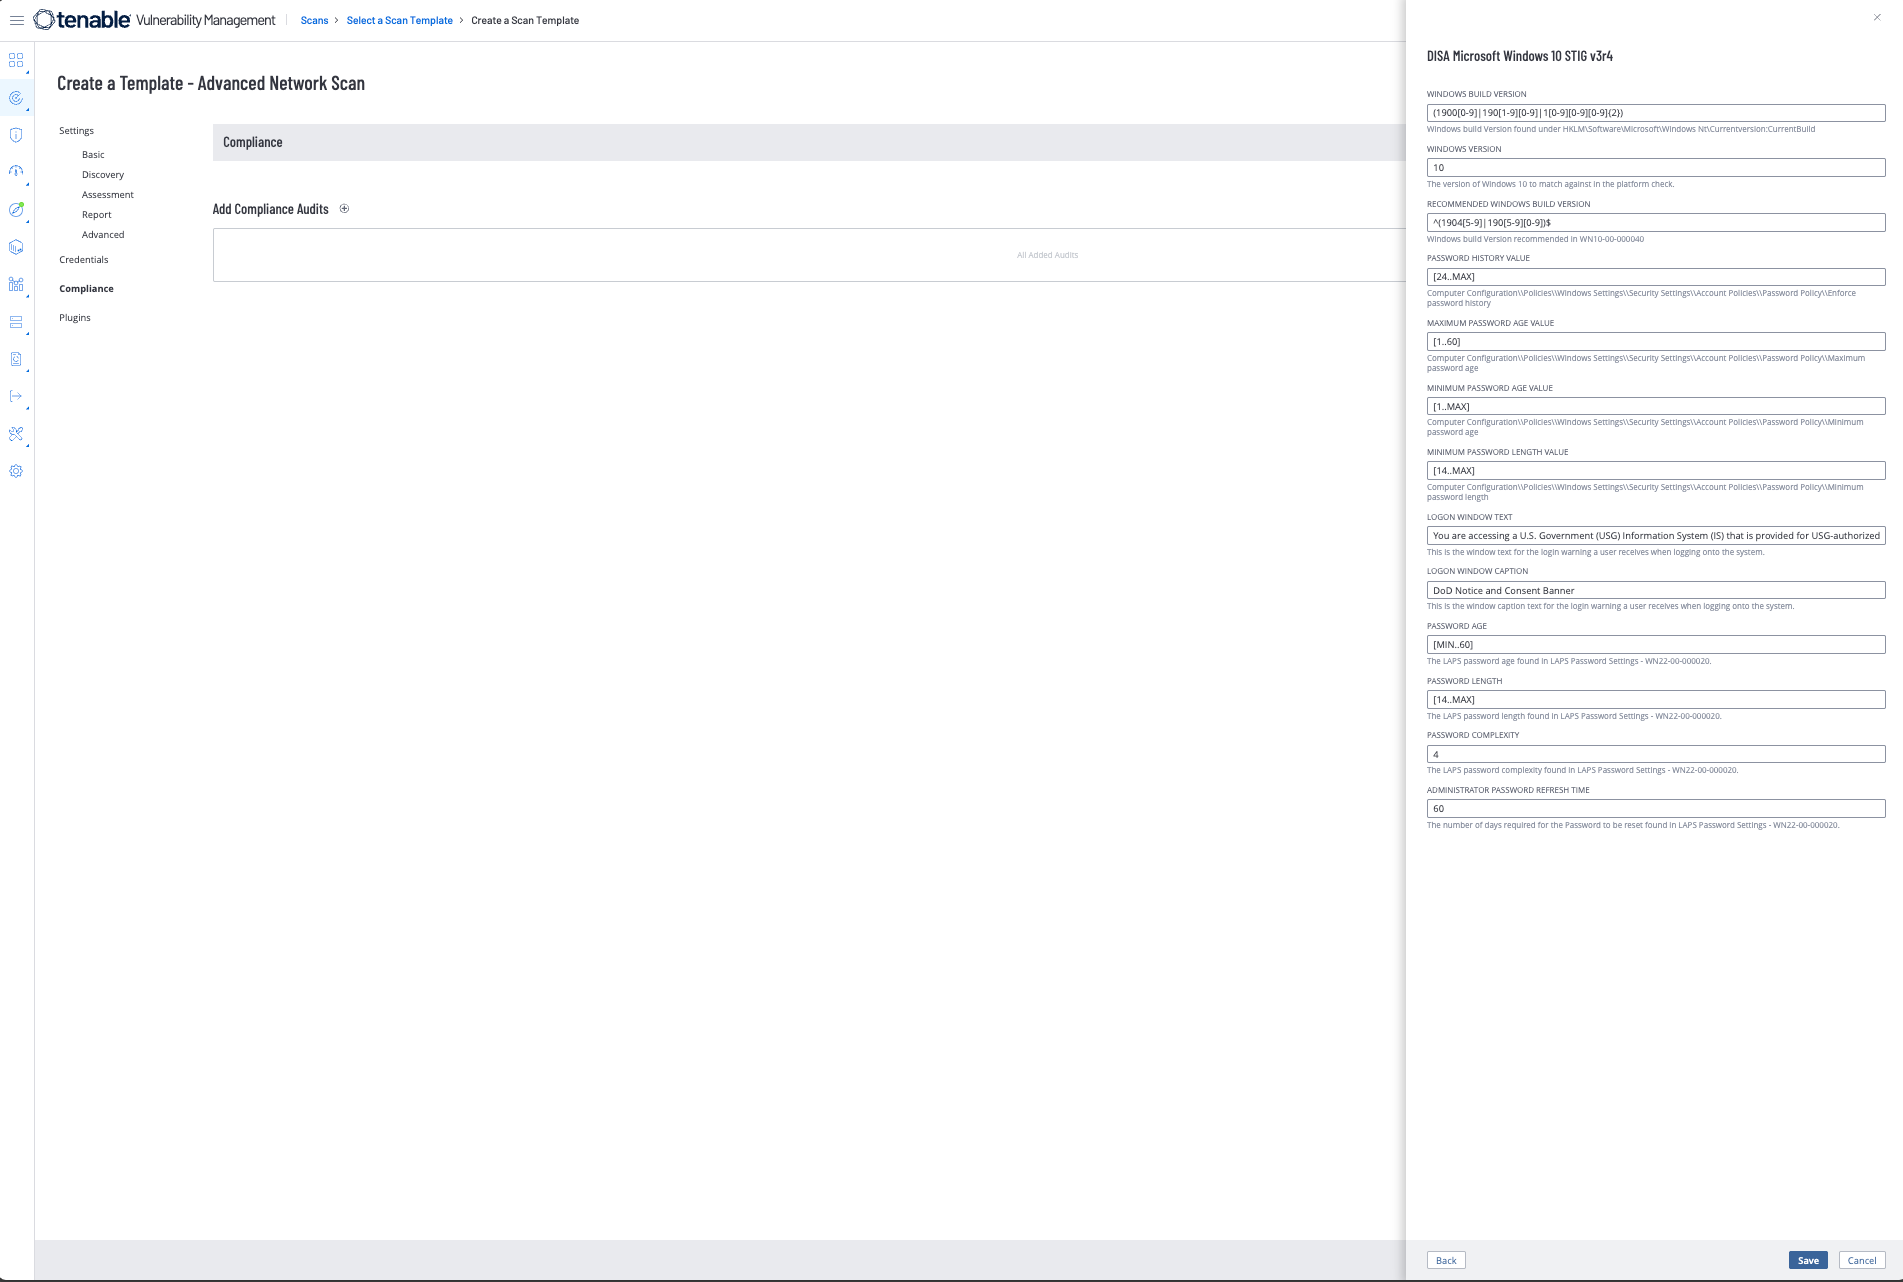 tenable Vulnerability Management
Scans > Select a Scan Template > Create a Scan Template
Create a Template - Advanced Network Scan
Settings
Basic
Discovery
Assessment
Report
Advanced
Credentials
Compliance
Plugins
Compliance
Add Compliance Audits
All Added Audits
DISA Microsoft Windows 10 STIG v3r4
WINDOWS BUILD VERSION
(1900[0-9]|190[1-9][0-9]|1[0-9][0-9][0-9]{2})
Windows build Version found under HKLM\Software\Microsoft\Windows Nt\Currentversion:CurrentBuild
WINDOWS VERSION
10
The version of Windows 10 to match against in the platform check.
RECOMMENDED WINDOWS BUILD VERSION
^(1904[5-9]|190[5-9][0-9])$
Windows build Version recommended in WN10-00-000040
PASSWORD HISTORY VALUE
[24..MAX]
Computer Configuration\\Policies\\Windows Settings\\Security Settings\\Account Policies\\Password Policy\\Enforce
password history
MAXIMUM PASSWORD AGE VALUE
[1..60]
Computer Configuration\\Policies\\Windows Settings\\Security Settings\\Account Policies\\Password Policy\\Maximum
password age
MINIMUM PASSWORD AGE VALUE
[1..MAX]
Computer Configuration\\Policies\\Windows Settings\\Security Settings\\Account Policies\\Password Policy\\Minimum
password age
MINIMUM PASSWORD LENGTH VALUE
[14..MAX]
Computer Configuration\\Policies\\Windows Settings\\Security Settings\\Account Policies\\Password Policy\\Minimum
password length
LOGON WINDOW TEXT
You are accessing a U.S. Government (USG) Information System (IS) that is provided for USG-authorized
This is the window text for the login warning a user receives when logging onto the system.
LOGON WINDOW CAPTION
DoD Notice and Consent Banner
This is the window caption text for the login warning a user receives when logging onto the system.
PASSWORD AGE
[MIN..60]
The LAPS password age found in LAPS Password Settings - WN22-00-000020.
PASSWORD LENGTH
[14..MAX]
The LAPS password length found in LAPS Password Settings - WN22-00-000020.
PASSWORD COMPLEXITY
4
The LAPS password complexity found in LAPS Password Settings - WN22-00-000020.
ADMINISTRATOR PASSWORD REFRESH TIME
60
The number of days required for the Password to be reset found in LAPS Password Settings - WN22-00-000020.
Back
Save
Cancel